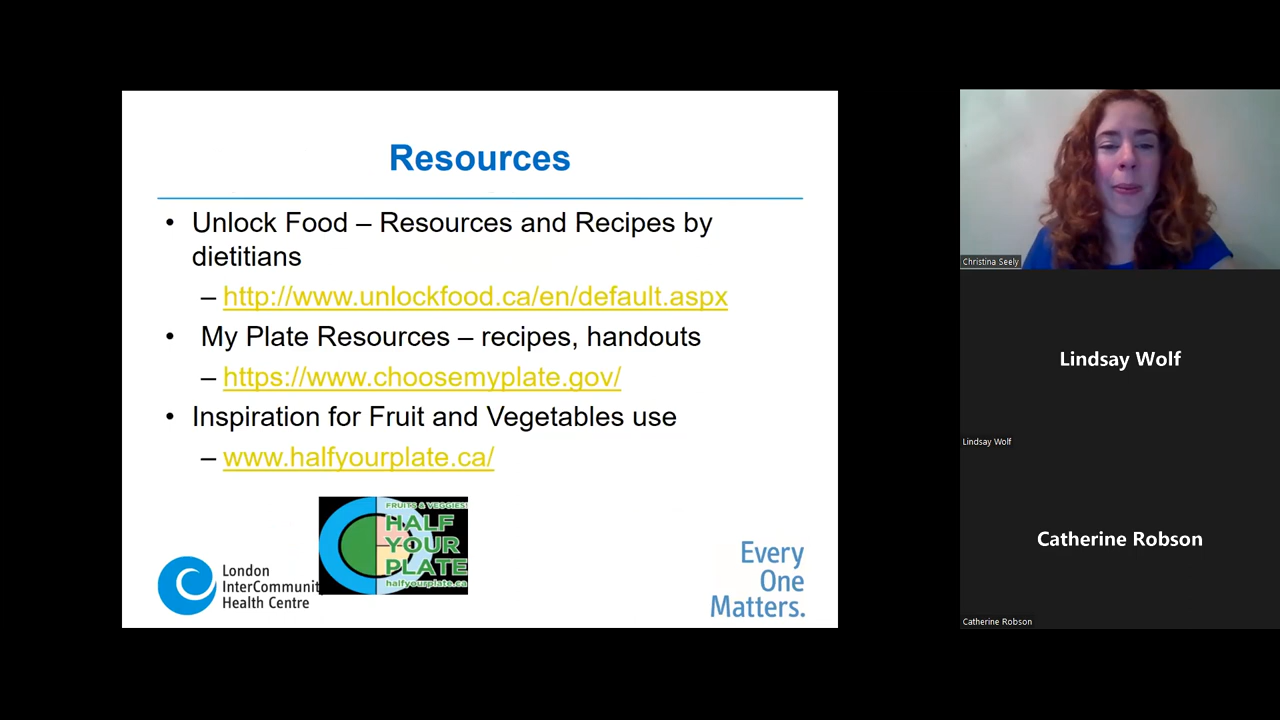 Resources
• Unlock Food – Resources and Recipes by
dietitians
– http://www.unlockfood.ca/en/default.aspx
• My Plate Resources – recipes, handouts
– https://www.choosemyplate.gov/
• Inspiration for Fruit and Vegetables use
– www.halfyourplate.ca/
FRUITS & VEGGIES!
HALF
YOUR
PLATE
halfyourplate.ca
London
InterCommunit
Health Centre
Every
One
Matters.
Christina Seely
Lindsay Wolf
Lindsay Wolf
Catherine Robson
Catherine Robson